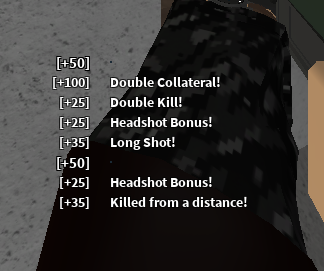 [+50]
[+100] Double Collateral!
[+25] Double Kill!
[+25] Headshot Bonus!
[+35] Long Shot!
[+50]
[+25] Headshot Bonus!
[+35] Killed from a distance!